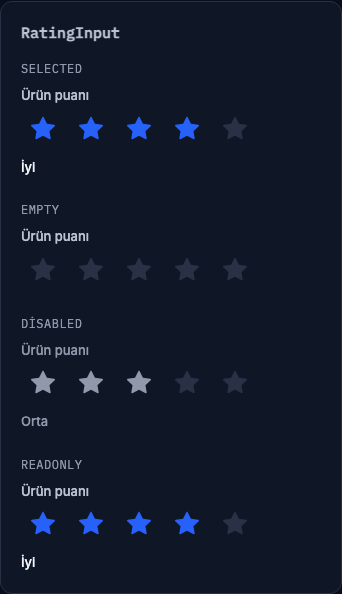 RatingInput
SELECTED
Ürün puanı
İyi
EMPTY
Ürün puanı
DİSABLED
Ürün puanı
Orta
READONLY
Ürün puanı
İyi